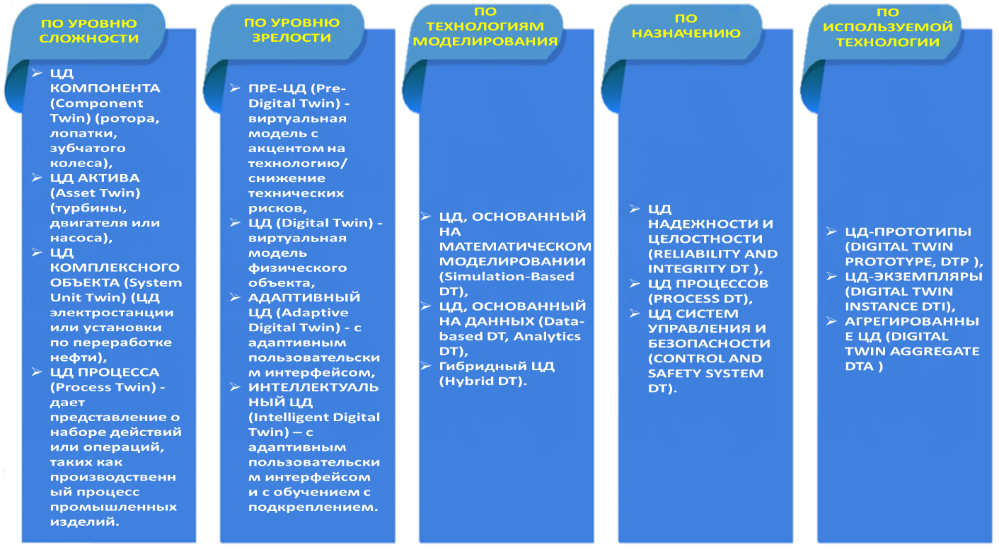 ПО УРОВНЮ
СЛОЖНОСТИ
➢ ЦД
КОМПОНЕНТА
(Component
Twin) (ротора,
лопатки,
зубчатого
колеса),
➢ ЦД АКТИВА
(Asset Twin)
(турбины,
двигателя или
насоса),
➢ ЦД
КОМПЛЕКСНОГО
ОБЪЕКТА (System
Unit Twin) (ЦД
электростанции
или установки
по переработке
нефти),
➢ ЦД ПРОЦЕССА
(Process Twin) -
дает
представление о
наборе действий
или операций,
таких как
производственн
ый процесс
промышленных
изделий.
ПО УРОВНЮ
ЗРЕЛОСТИ
➢ ПРЕ-ЦД (Pre-
Digital Twin) -
виртуальная
модель с
акцентом на
технологию/
снижение
технических
рисков,
➢ ЦД (Digital Twin) -
виртуальная
модель
физического
объекта,
➢ АДАПТИВНЫЙ
ЦД (Adaptive
Digital Twin) - с
адаптивным
пользовательски
м интерфейсом,
➢ ИНТЕЛЛЕКТУАЛЬ
НЫЙ ЦД
(Intelligent Digital
Twin) – с
адаптивным
пользовательски
м интерфейсом
и с обучением с
подкреплением.
ПО
ТЕХНОЛОГИЯМ
МОДЕЛИРОВАНИЯ
➢ ЦД, ОСНОВАННЫЙ
НА
МАТЕМАТИЧЕСКОМ
МОДЕЛИРОВАНИИ
(Simulation-Based
DT),
➢ ЦД, ОСНОВАННЫЙ
НА ДАННЫХ (Data-
based DT, Analytics
DT),
➢ Гибридный ЦД
(Hybrid DT).
ПО
НАЗНАЧЕНИЮ
➢ ЦД
НАДЕЖНОСТИ И
ЦЕЛОСТНОСТИ
(RELIABILITY AND
INTEGRITY DT ),
➢ ЦД ПРОЦЕССОВ
(PROCESS DT),
➢ ЦД СИСТЕМ
УПРАВЛЕНИЯ И
БЕЗОПАСНОСТИ
(CONTROL AND
SAFETY SYSTEM
DT).
ПО
ИСПОЛЬЗУЕМОЙ
ТЕХНОЛОГИИ
➢ ЦД-ПРОТОТИПЫ
(DIGITAL TWIN
PROTOTYPE, DTP ),
➢ ЦД-ЭКЗЕМПЛЯРЫ
(DIGITAL TWIN
INSTANCE DTI),
➢ АГРЕГИРОВАННЫ
Е ЦД (DIGITAL
TWIN AGGREGATE
DTA )